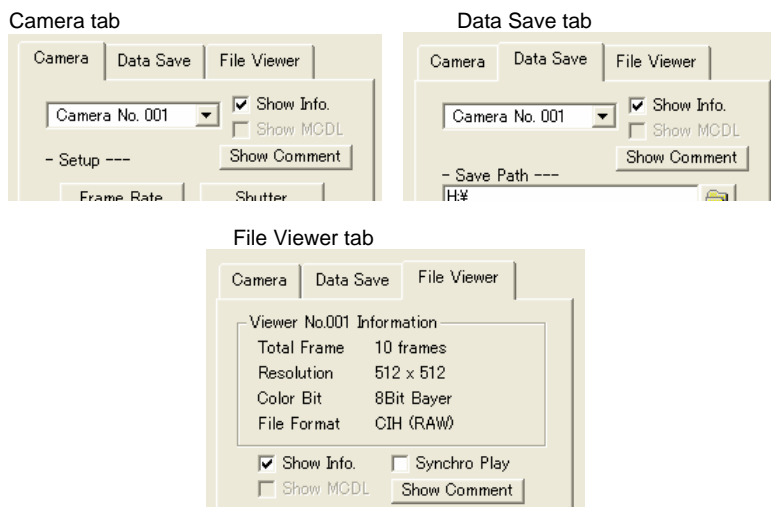 Camera tab
Camera Data Save File Viewer
Camera No. 001
Show Info.
Show MCDL
- Setup ---
Show Comment
Frame Rate Shutter
Data Save tab
Camera Data Save File Viewer
Camera No. 001
Show Info.
Show MCDL
Show Comment
- Save Path ---
H:¥
File Viewer tab
Camera Data Save File Viewer
Viewer No.001 Information
Total Frame 10 frames
Resolution 512 x 512
Color Bit 8Bit Bayer
File Format CIH (RAW)
Show Info. Synchro Play
Show MCDL Show Comment